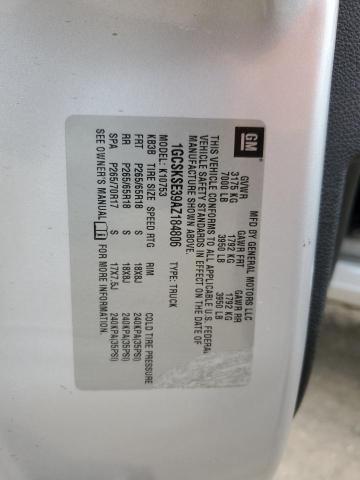 GM
MFD BY GENERAL MOTORS LLC
GVWR GAWR FRT GAWR RR
3175 KG 1792 KG 1792 KG
7000 LB 3950 LB 3950 LB
THIS VEHICLE CONFORMS TO ALL APPLICABLE U.S. FEDERAL
VEHICLE SAFETY STANDARDS IN EFFECT ON THE DATE OF
MANUFACTURE SHOWN ABOVE.
1GCSKSE39AZ184806 TYPE: TRUCK
MODEL: K10753
KB3B TIRE SIZE SPEED RTG RIM COLD TIRE PRESSURE
FRT P265/65R18 S 18X8J 240KPA(35PSI)
RR P265/65R18 S 18X8J 240KPA(35PSI)
SPA P265/70R17 S 17X7.5J 240KPA(35PSI)
SEE OWNER'S MANUAL FOR MORE INFORMATION.